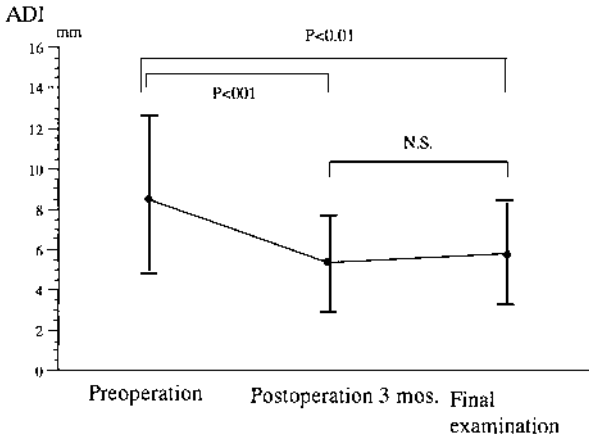 ADI
mm
16
P<0.01
14
P<001
12
N.S.
10
8
6
4
2
0
Preoperation
Postoperation 3 mos.
Final
examination